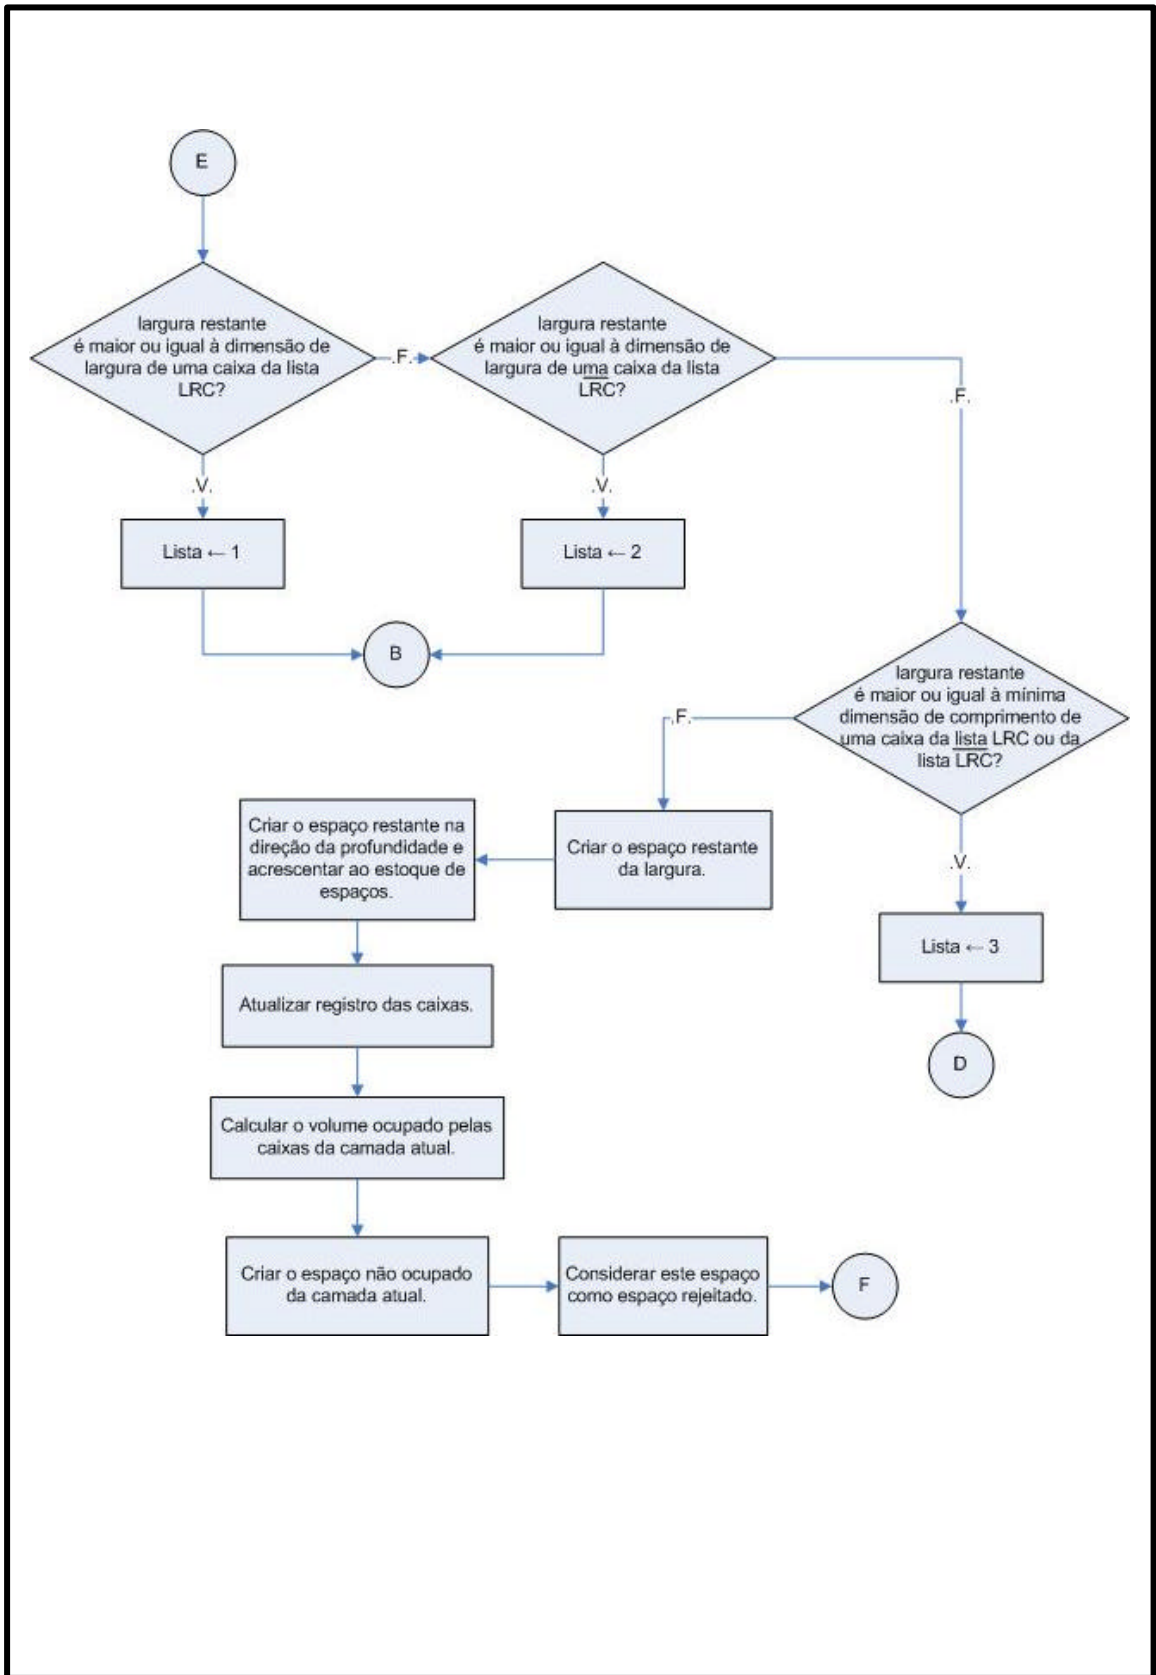 E
largura restante
é maior ou igual à dimensão de
largura de uma caixa da lista
LRC?
.F.
largura restante
é maior ou igual à dimensão de
largura de uma caixa da lista
L̅R̅C̅?
.F.
.V.
.V.
Lista ← 1
Lista ← 2
B
largura restante
é maior ou igual à mínima
dimensão de comprimento de
uma caixa da lista LRC ou da
lista L̅R̅C̅?
.F.
Criar o espaço restante na
direção da profundidade e
acrescentar ao estoque de
espaços.
Criar o espaço restante
da largura.
.V.
Lista ← 3
Atualizar registro das caixas.
D
Calcular o volume ocupado pelas
caixas da camada atual.
Criar o espaço não ocupado
da camada atual.
Considerar este espaço
como espaço rejeitado.
F